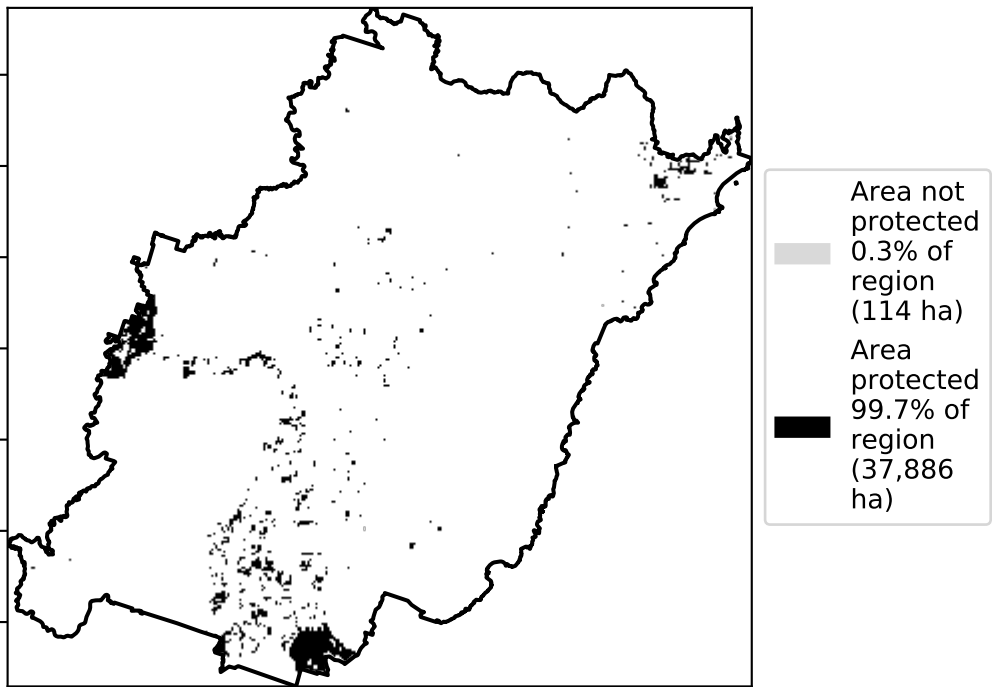 Area not
protected
0.3% of
region
(114 ha)
Area
protected
99.7% of
region
(37,886
ha)